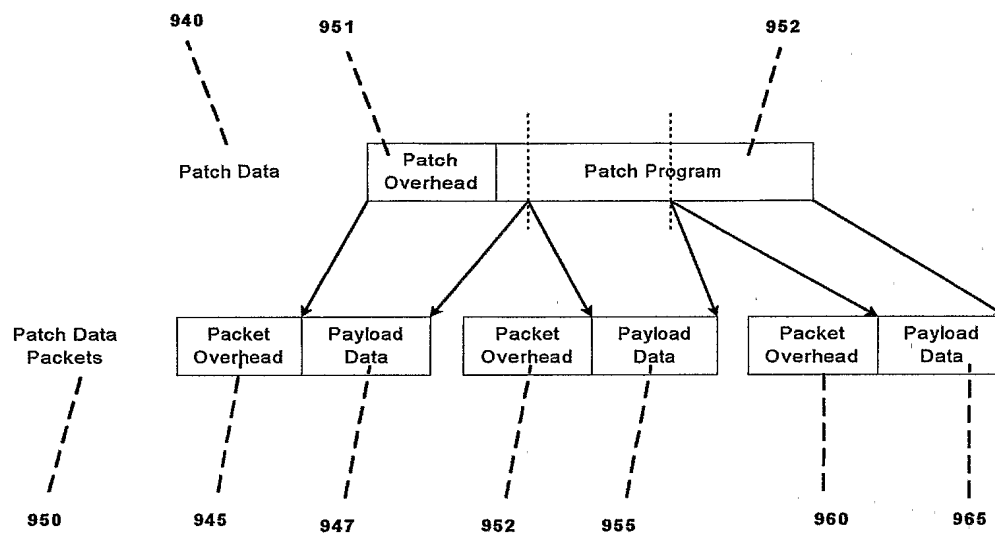 940
951
952
Patch Data
Patch
Overhead
Patch Program
Patch Data
Packets
Packet
Overhead
Payload
Data
Packet
Overhead
Payload
Data
Packet
Overhead
Payload
Data
950
945
947
952
955
960
965